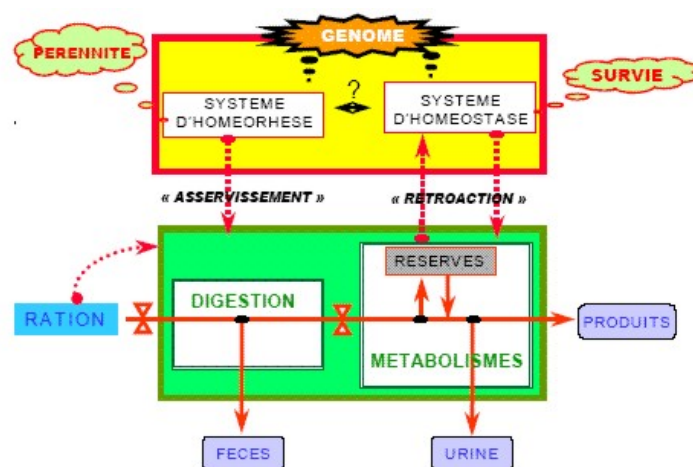 GENOME
PERENNITE
SURVIE
?
SYSTEME
D'HOMEORHESE
SYSTEME
D'HOMEOSTASE
« ASSERVISSEMENT »
« RETROACTION »
RESERVES
DIGESTION
RATION
PRODUITS
METABOLISMES
FECES
URINE